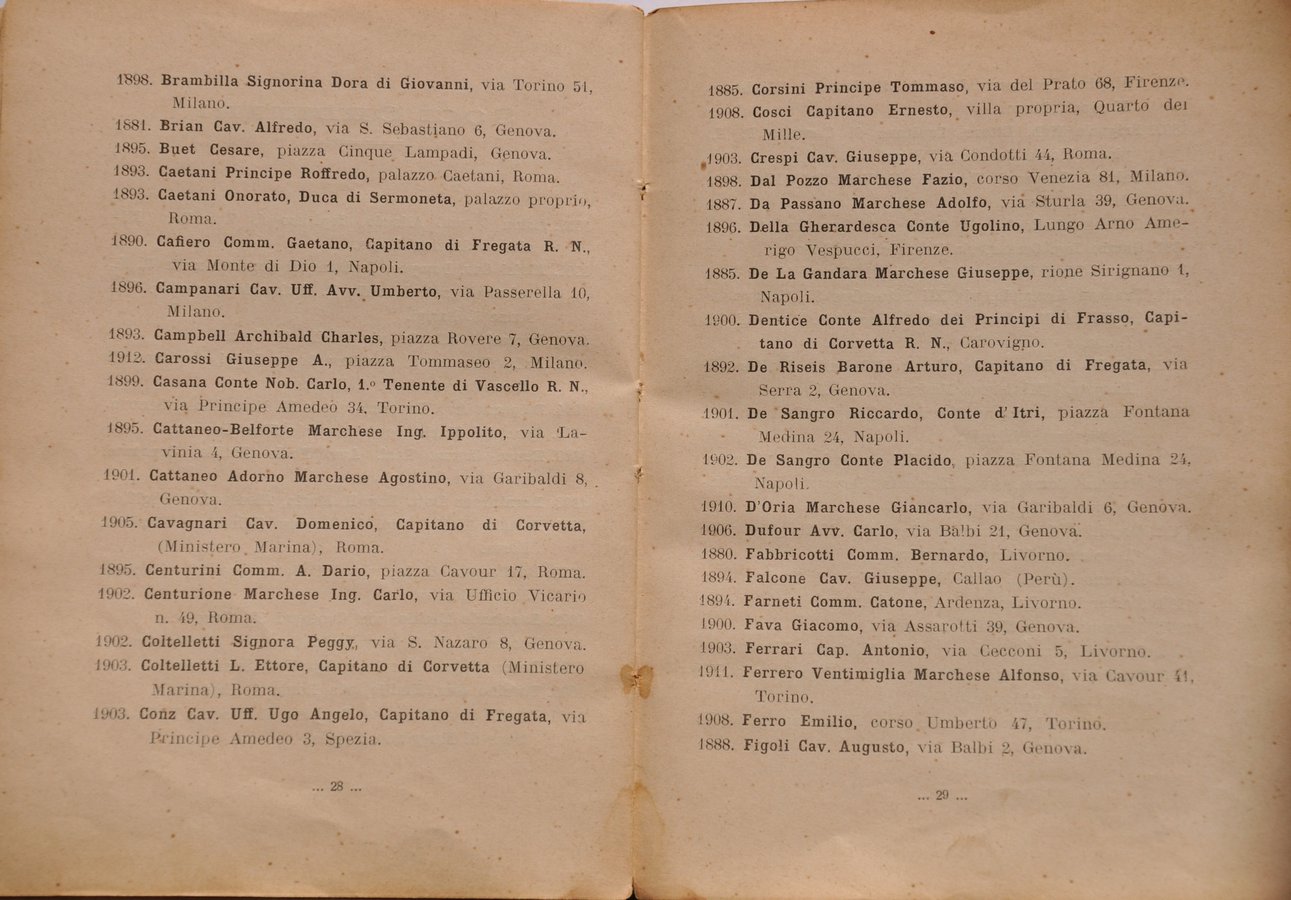 1898. Brambilla Signorina Dora di Giovanni, via Torino 51,
Milano.
1881. Brian Cav. Alfredo, via S. Sebastiano 6, Genova.
1895. Buet Cesare, piazza Cinque Lampadi, Genova.
1893. Caetani Principe Roffredo, palazzo Caetani, Roma.
1893. Caetani Onorato, Duca di Sermoneta, palazzo proprio,
Roma.
1890. Cafiero Comm. Gaetano, Capitano di Fregata R. N.,
via Monte di Dio 1, Napoli.
1896. Campanari Cav. Uff. Avv. Umberto, via Passerella 10,
Milano.
1893. Campbell Archibald Charles, piazza Rovere 7, Genova.
1912. Carossi Giuseppe A., piazza Tommaseo 2, Milano.
1899. Casana Conte Nob. Carlo, 1.º Tenente di Vascello R. N.,
via Principe Amedeo 34, Torino.
1895. Cattaneo-Belforte Marchese Ing. Ippolito, via La-
vinia 4, Genova.
1901. Cattaneo Adorno Marchese Agostino, via Garibaldi 8,
Genova.
1905. Cavagnari Cav. Domenico, Capitano di Corvetta,
(Ministero Marina), Roma.
1895. Centurini Comm. A. Dario, piazza Cavour 17, Roma.
1902. Centurione Marchese Ing. Carlo, via Ufficio Vicario
n. 49, Roma.
1902. Coltelletti Signora Peggy, via S. Nazaro 8, Genova.
1903. Coltelletti L. Ettore, Capitano di Corvetta (Ministero
Marina), Roma.
1903. Conz Cav. Uff. Ugo Angelo, Capitano di Fregata, via
Principe Amedeo 3, Spezia.
... 28 ...
1885. Corsini Principe Tommaso, via del Prato 68, Firenze.
1908. Cosci Capitano Ernesto, villa propria, Quarto dei
Mille.
1903. Crespi Cav. Giuseppe, via Condotti 44, Roma.
1898. Dal Pozzo Marchese Fazio, corso Venezia 81, Milano.
1887. Da Passano Marchese Adolfo, via Sturla 39, Genova.
1896. Della Gherardesca Conte Ugolino, Lungo Arno Ame-
rigo Vespucci, Firenze.
1885. De La Gandara Marchese Giuseppe, rione Sirignano 1,
Napoli.
1900. Dentice Conte Alfredo dei Principi di Frasso, Capi-
tano di Corvetta R. N., Carovigno.
1892. De Riseis Barone Arturo, Capitano di Fregata, via
Serra 2, Genova.
1901. De Sangro Riccardo, Conte d' Itri, piazza Fontana
Medina 24, Napoli.
1902. De Sangro Conte Placido, piazza Fontana Medina 24,
Napoli.
1910. D'Oria Marchese Giancarlo, via Garibaldi 6, Genova.
1906. Dufour Avv. Carlo, via Balbi 21, Genova.
1880. Fabbricotti Comm. Bernardo, Livorno.
1894. Falcone Cav. Giuseppe, Callao (Perù).
1894. Farneti Comm. Catone, Ardenza, Livorno.
1900. Fava Giacomo, via Assarotti 39, Genova.
1903. Ferrari Cap. Antonio, via Cecconi 5, Livorno.
1911. Ferrero Ventimiglia Marchese Alfonso, via Cavour 41,
Torino.
1908. Ferro Emilio, corso Umberto 47, Torino.
1888. Figoli Cav. Augusto, via Balbi 2, Genova.
... 29 ...